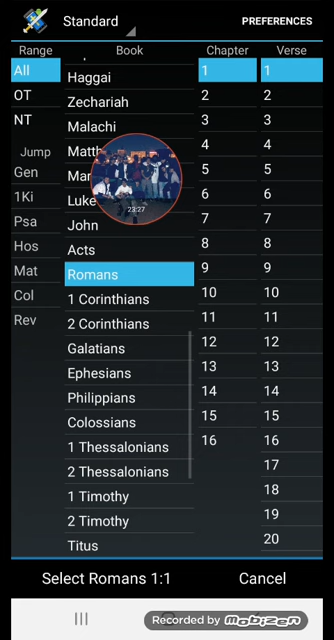 Standard
PREFERENCES
Range
Book
Chapter
Verse
All
OT
NT
Jump
Gen
1Ki
Psa
Hos
Mat
Col
Rev
Haggai
Zechariah
Malachi
Luke
John
Acts
Romans
1 Corinthians
2 Corinthians
Galatians
Ephesians
Philippians
Colossians
1 Thessalonians
2 Thessalonians
1 Timothy
2 Timothy
Titus
23:27
1
2
3
4
5
6
7
8
9
10
11
12
13
14
15
16
1
2
3
4
5
6
7
8
9
10
11
12
13
14
15
16
17
18
19
20
Select Romans 1:1
Cancel
Recorded by Mobizen